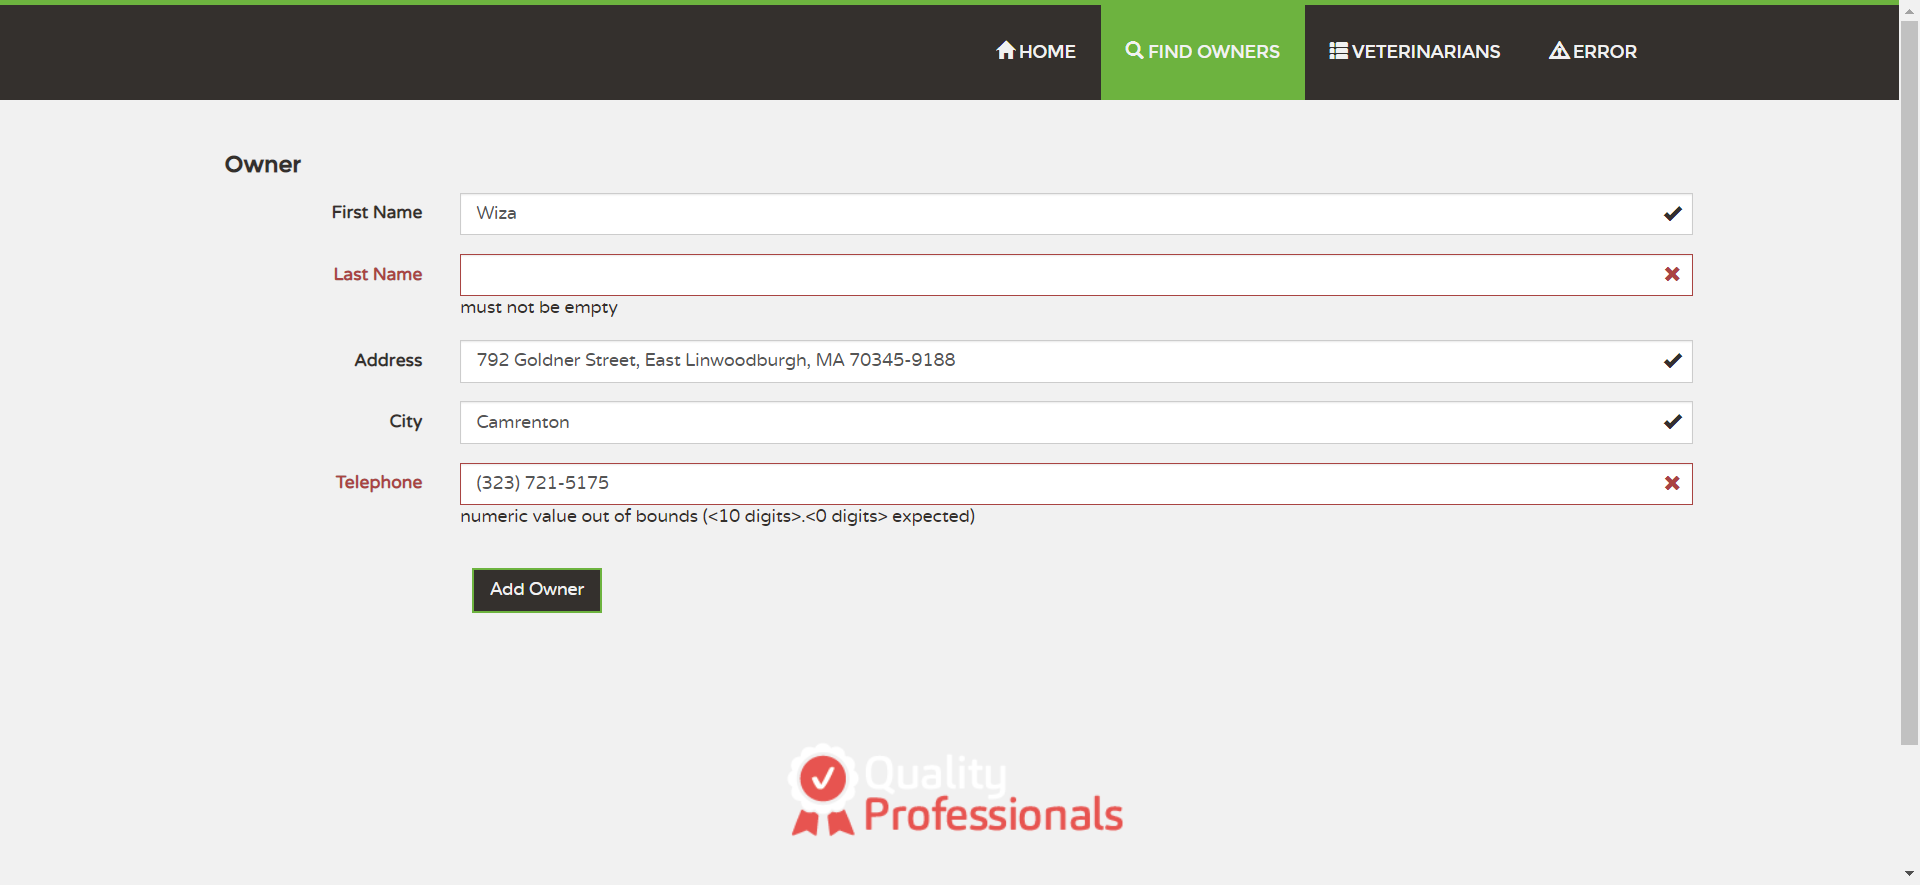 HOME
FIND OWNERS
VETERINARIANS
ERROR
Owner
First Name
Wiza
Last Name
must not be empty
Address
792 Goldner Street, East Linwoodburgh, MA 70345-9188
City
Camrenton
Telephone
(323) 721-5175
numeric value out of bounds (<10 digits>.<0 digits> expected)
Add Owner
Quality
Professionals